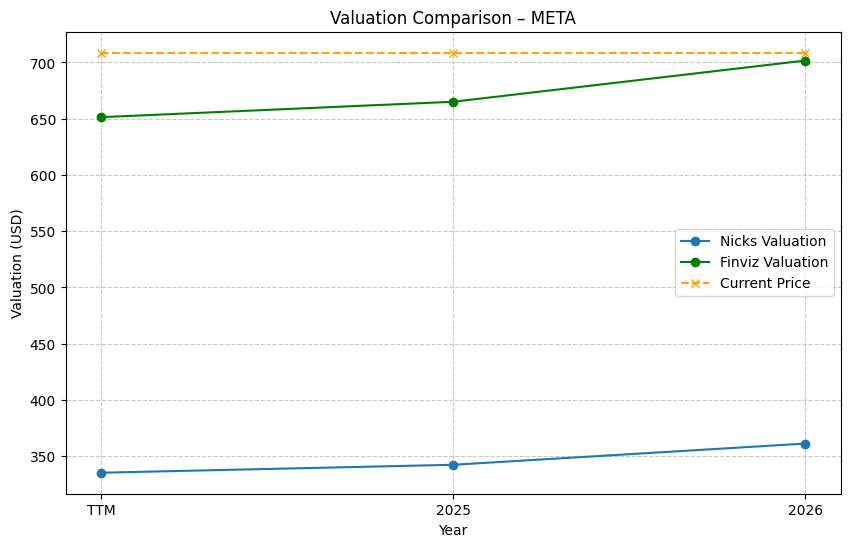 Valuation Comparison – META
Valuation (USD)
700
650
600
550
500
450
400
350
Nicks Valuation
Finviz Valuation
Current Price
TTM
2025
2026
Year